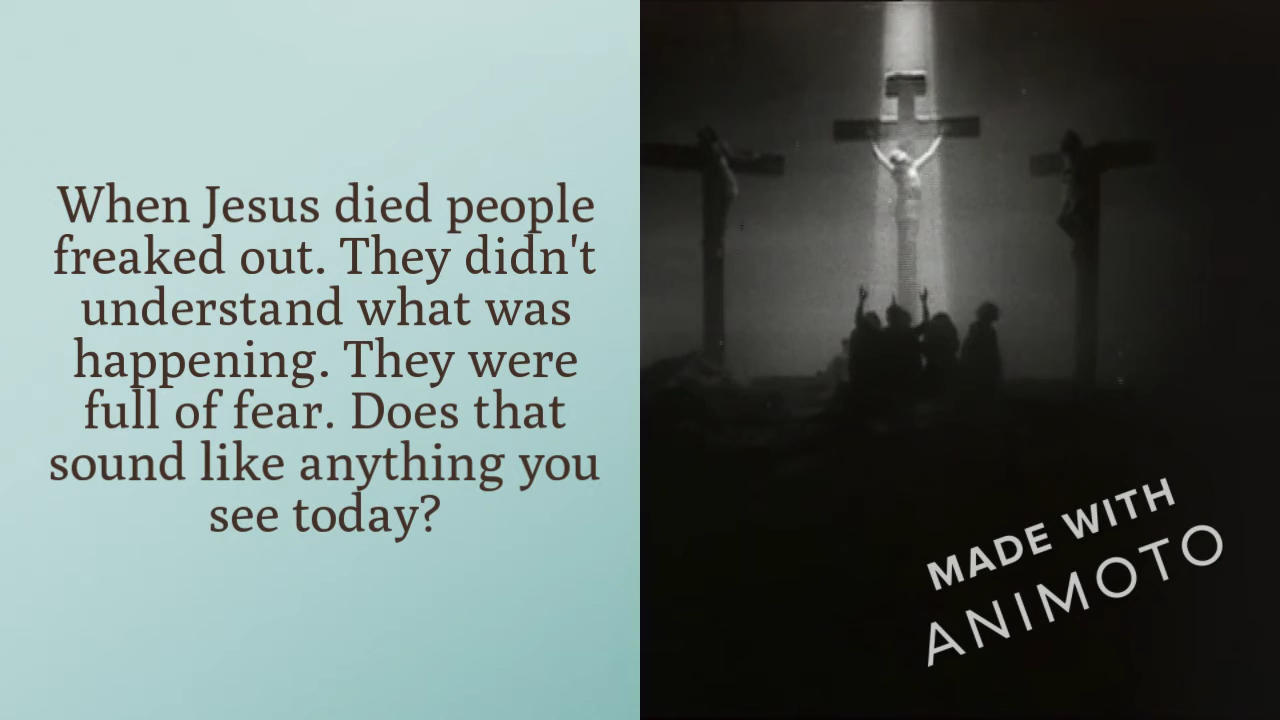 When Jesus died people
freaked out. They didn't
understand what was
happening. They were
full of fear. Does that
sound like anything you
see today?
MADE WITH
ANIMOTO